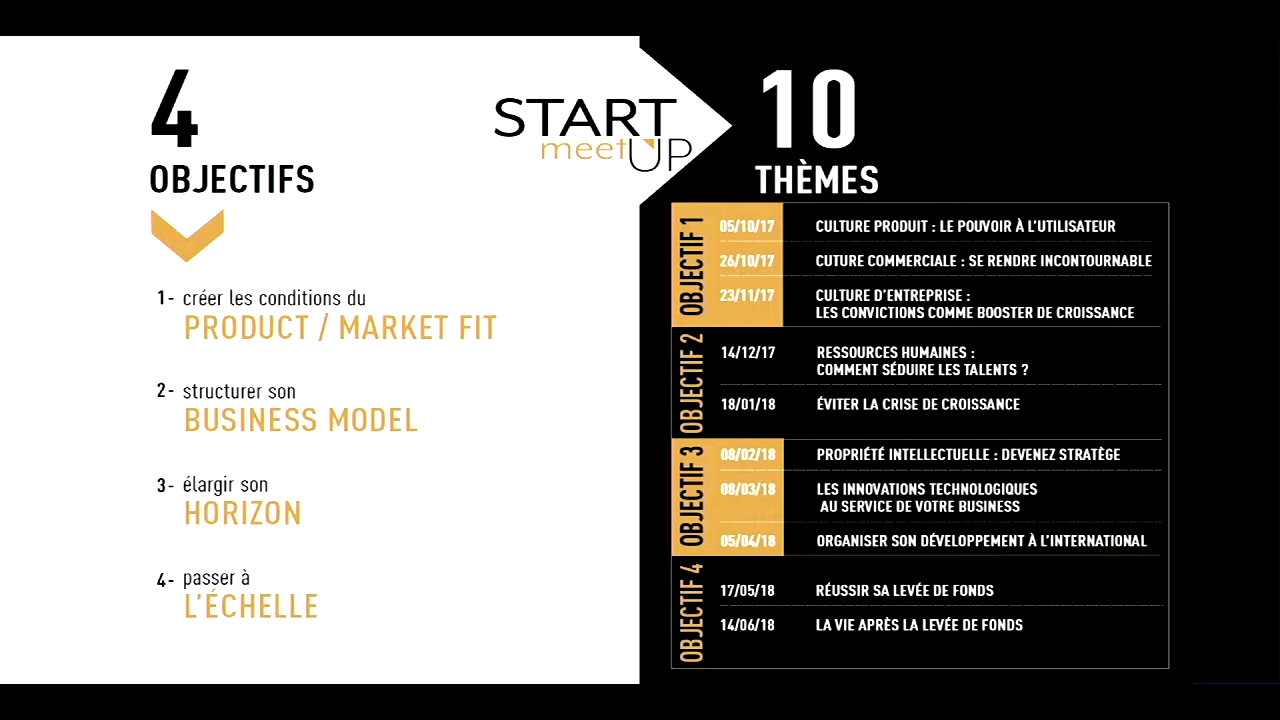 4
OBJECTIFS
1- créer les conditions du
PRODUCT / MARKET FIT
2- structurer son
BUSINESS MODEL
3- élargir son
HORIZON
4- passer à
L'ÉCHELLE
START
meetUP
10
THÈMES
OBJECTIF 1
05/10/17 CULTURE PRODUIT : LE POUVOIR À L'UTILISATEUR
26/10/17 CUTURE COMMERCIALE : SE RENDRE INCONTOURNABLE
23/11/17 CULTURE D'ENTREPRISE :
LES CONVICTIONS COMME BOOSTER DE CROISSANCE
OBJECTIF 2
14/12/17 RESSOURCES HUMAINES :
COMMENT SÉDUIRE LES TALENTS ?
18/01/18 ÉVITER LA CRISE DE CROISSANCE
OBJECTIF 3
08/02/18 PROPRIÉTÉ INTELLECTUELLE : DEVENEZ STRATÈGE
08/03/18 LES INNOVATIONS TECHNOLOGIQUES
AU SERVICE DE VOTRE BUSINESS
05/04/18 ORGANISER SON DÉVELOPPEMENT À L'INTERNATIONAL
OBJECTIF 4
17/05/18 RÉUSSIR SA LEVÉE DE FONDS
14/06/18 LA VIE APRÈS LA LEVÉE DE FONDS